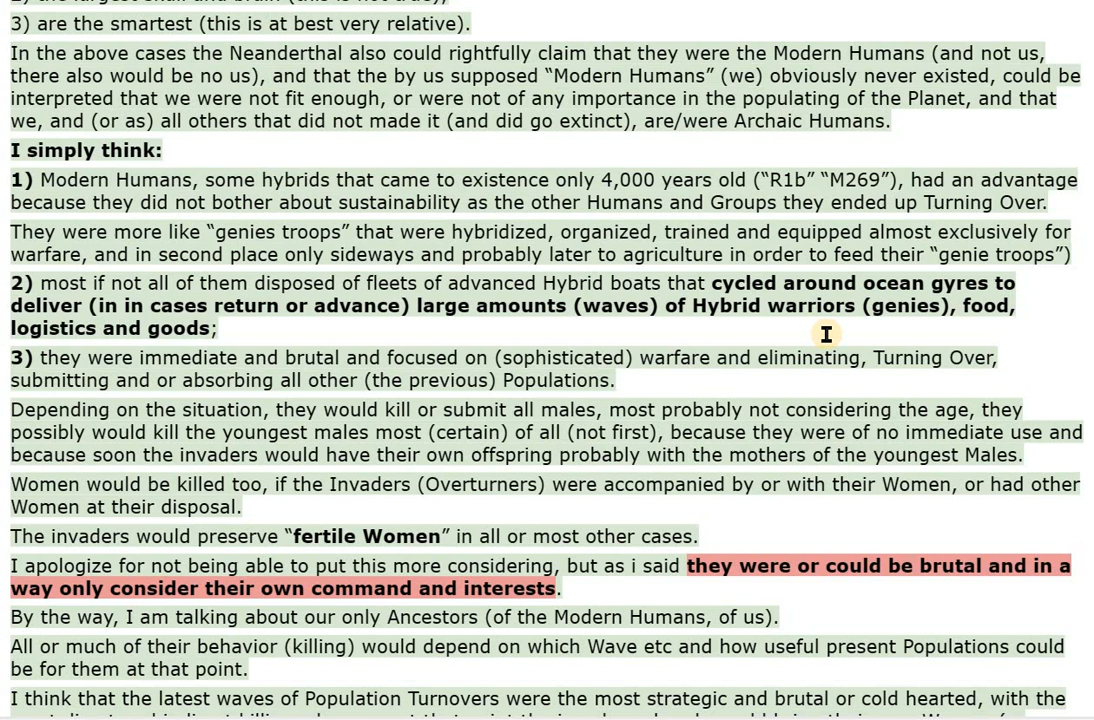 3) are the smartest (this is at best very relative).
In the above cases the Neanderthal also could rightfully claim that they were the Modern Humans (and not us,
there also would be no us), and that the by us supposed “Modern Humans” (we) obviously never existed, could be
interpreted that we were not fit enough, or were not of any importance in the populating of the Planet, and that
we, and (or as) all others that did not made it (and did go extinct), are/were Archaic Humans.
I simply think:
1) Modern Humans, some hybrids that came to existence only 4,000 years old (“R1b” “M269”), had an advantage
because they did not bother about sustainability as the other Humans and Groups they ended up Turning Over.
They were more like “genies troops” that were hybridized, organized, trained and equipped almost exclusively for
warfare, and in second place only sideways and probably later to agriculture in order to feed their “genie troops”)
2) most if not all of them disposed of fleets of advanced Hybrid boats that cycled around ocean gyres to
deliver (in in cases return or advance) large amounts (waves) of Hybrid warriors (genies), food,
logistics and goods;
3) they were immediate and brutal and focused on (sophisticated) warfare and eliminating, Turning Over,
submitting and or absorbing all other (the previous) Populations.
Depending on the situation, they would kill or submit all males, most probably not considering the age, they
possibly would kill the youngest males most (certain) of all (not first), because they were of no immediate use and
because soon the invaders would have their own offspring probably with the mothers of the youngest Males.
Women would be killed too, if the Invaders (Overturners) were accompanied by or with their Women, or had other
Women at their disposal.
The invaders would preserve “fertile Women” in all or most other cases.
I apologize for not being able to put this more considering, but as i said they were or could be brutal and in a
way only consider their own command and interests.
By the way, I am talking about our only Ancestors (of the Modern Humans, of us).
All or much of their behavior (killing) would depend on which Wave etc and how useful present Populations could
be for them at that point.
I think that the latest waves of Population Turnovers were the most strategic and brutal or cold hearted, with the